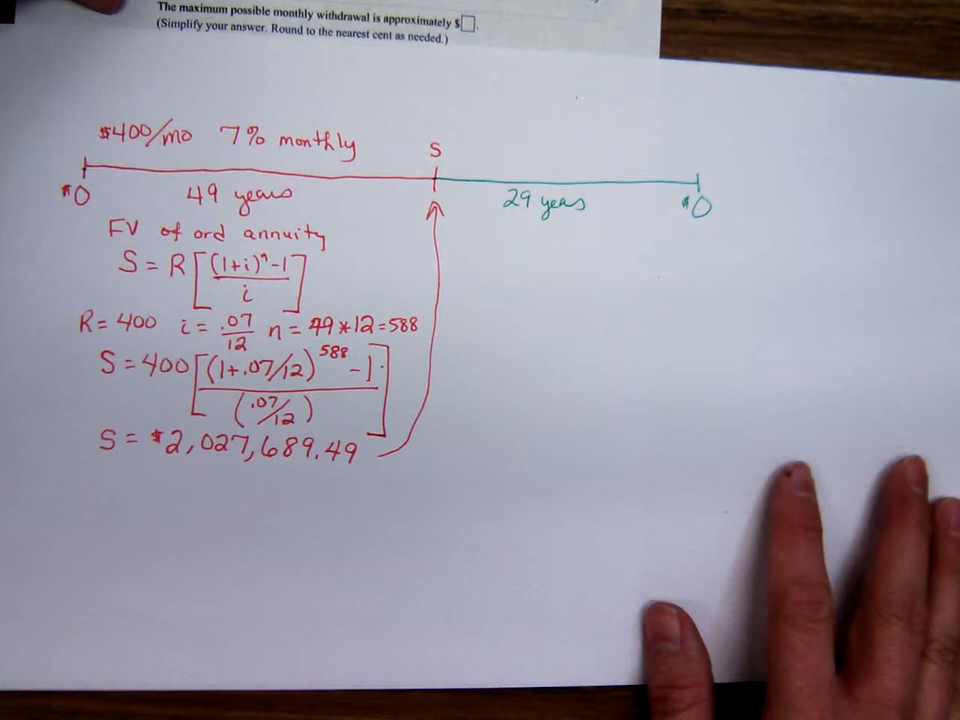 The maximum possible monthly withdrawal is approximately $☐.
(Simplify your answer. Round to the nearest cent as needed.)
$400/mo 7% monthly
S
$0 49 years 29 years $0
FV of ord annuity
S = R [((1+i)^n - 1)/i]
R = 400 i = .07/12 n = 49 * 12 = 588
S = 400 [((1+.07/12)^588 - 1)/(.07/12)]
S = $2,027,689.49